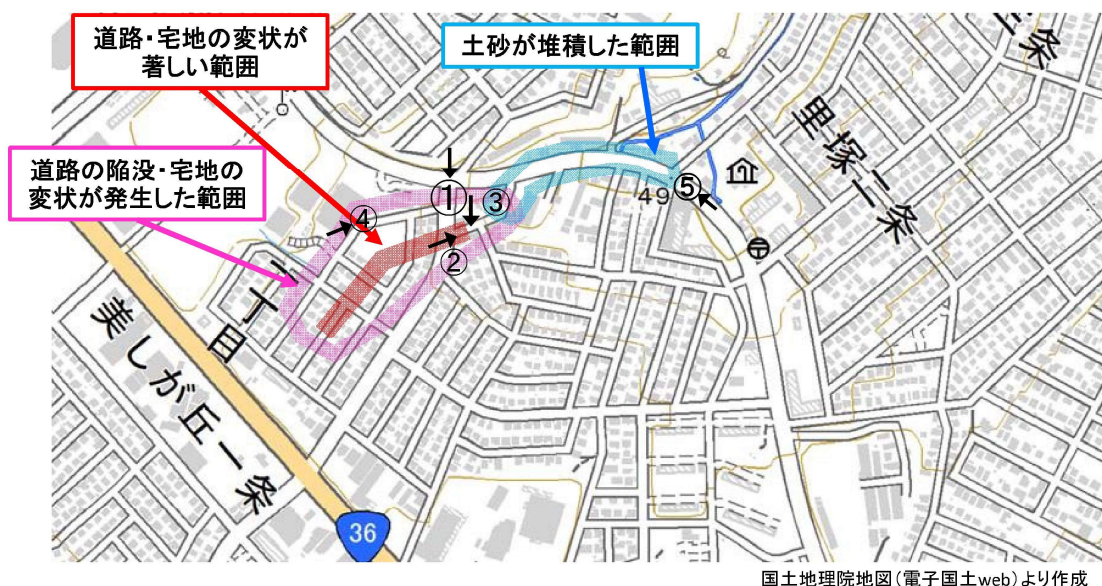 道路・宅地の変状が
著しい範囲
土砂が堆積した範囲
道路の陥没・宅地の
変状が発生した範囲
里塚二条
①
③
④
②
⑤
49
二丁目
美しが丘一条
36
国土地理院地図(電子国土web)より作成